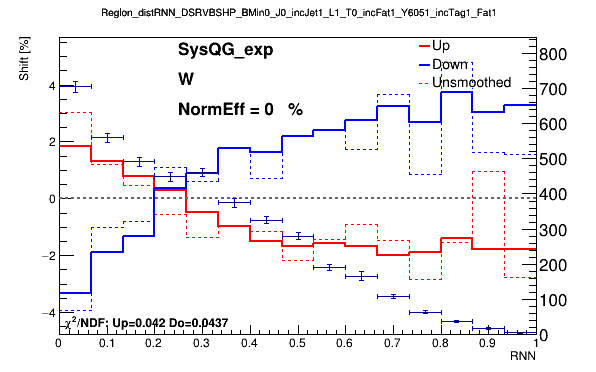 Region_distRNN_DSRVBSHP_BMin0_J0_incJet1_L1_T0_incFat1_Y6051_incTag1_Fat1
Shift [%]
SysQG_exp
W
NormEff = 0 %
Up
Down
Unsmoothed
4
2
0
−2
−4
800
700
600
500
400
300
200
100
0
χ²/NDF: Up=0.042 Do=0.0437
0 0.1 0.2 0.3 0.4 0.5 0.6 0.7 0.8 0.9 1
RNN